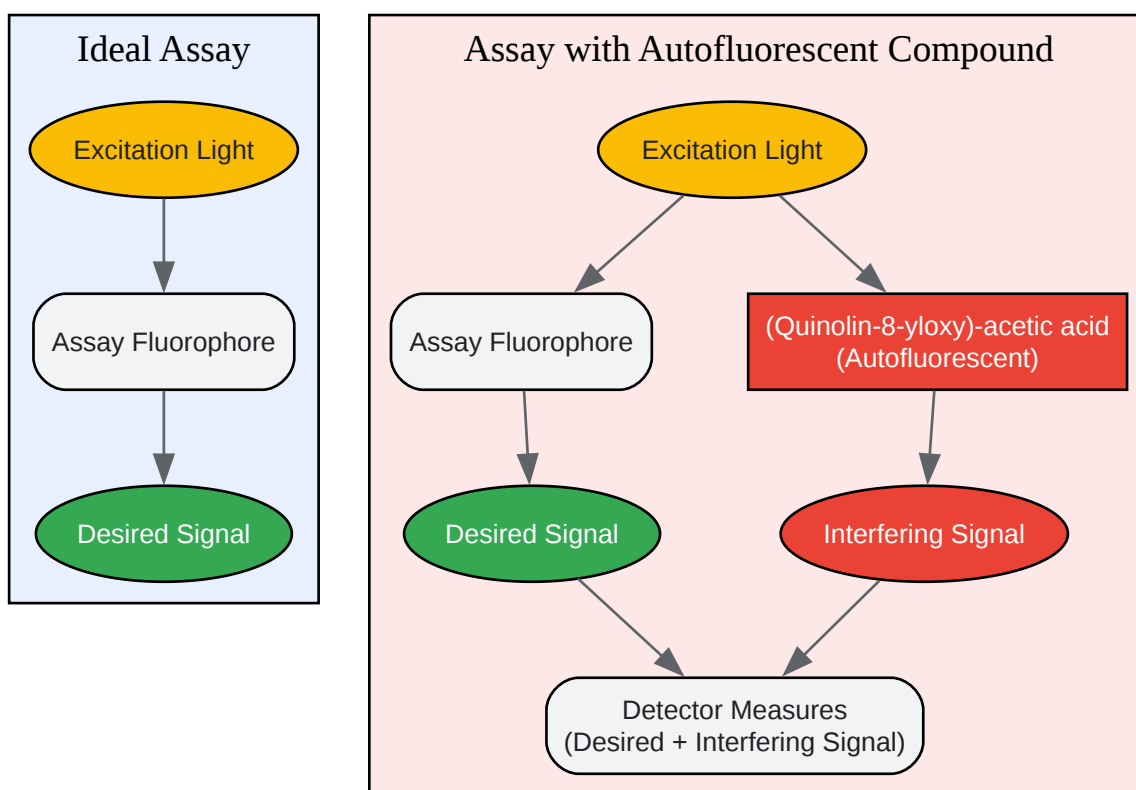 Ideal Assay
Excitation Light
Assay Fluorophore
Desired Signal
Assay with Autofluorescent Compound
Excitation Light
Assay Fluorophore
(Quinolin-8-yloxy)-acetic acid
(Autofluorescent)
Desired Signal
Interfering Signal
Detector Measures
(Desired + Interfering Signal)